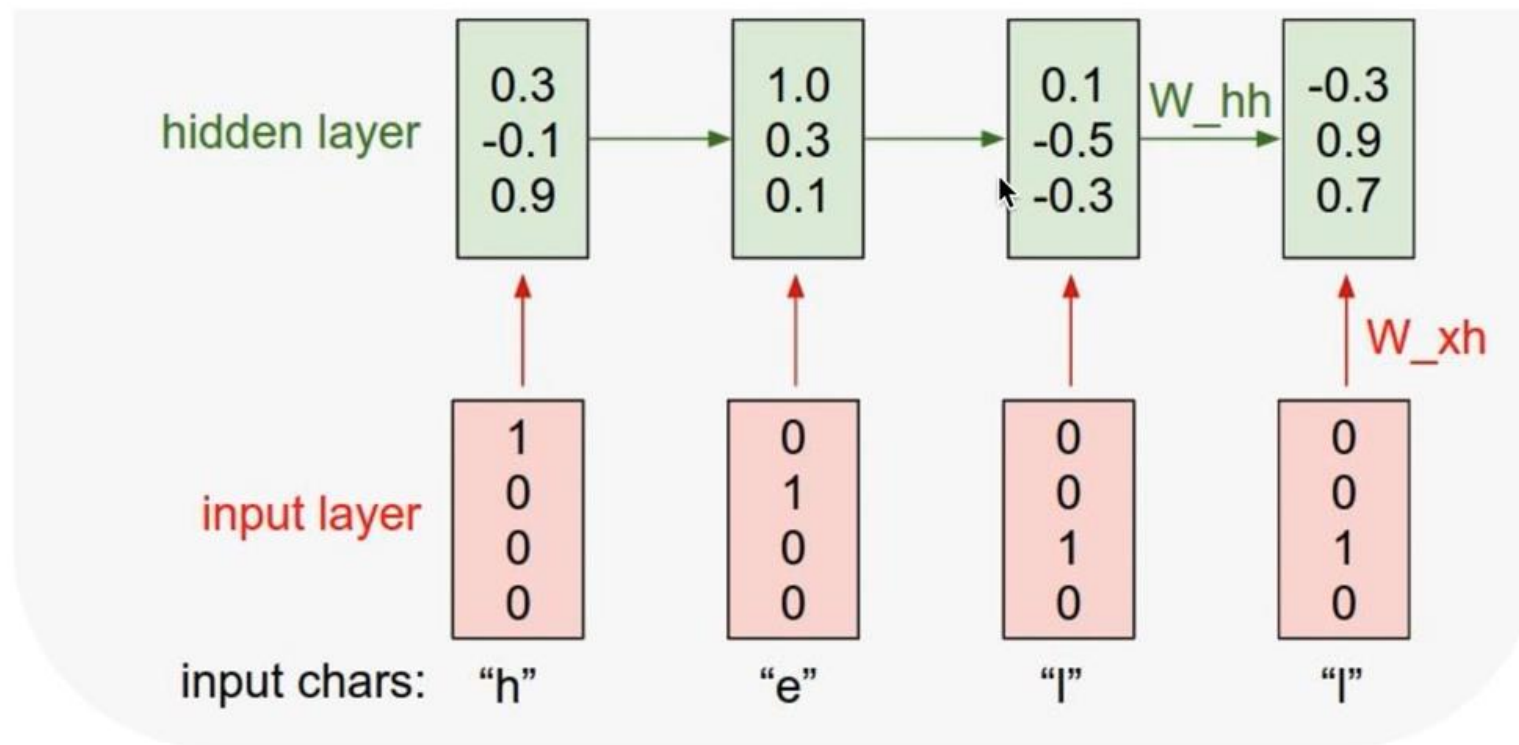 0.3 1.0 0.1 W_hh -0.3
hidden layer -0.1 0.3 -0.5 0.9
0.9 0.1 -0.3 0.7
W_xh
1 0 0 0
0 1 0 0
input layer
0 0 1 1
0 0 0 0
input chars: “h” “e” “l” “l”